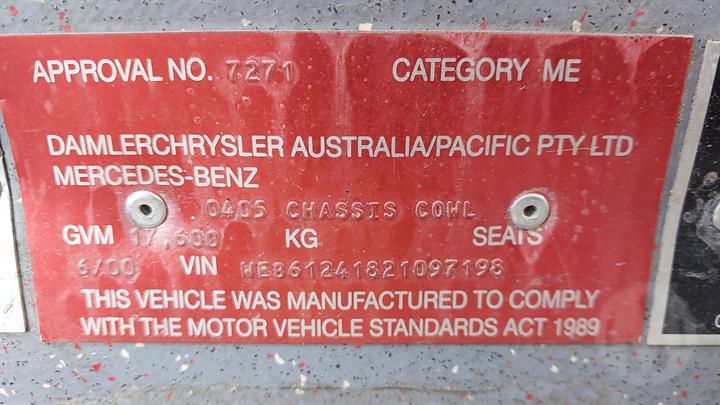 APPROVAL NO. 7271 CATEGORY ME
DAIMLERCHRYSLER AUSTRALIA/PACIFIC PTY LTD
MERCEDES-BENZ
0405 CHASSIS COWL
GVM 17,600 KG SEATS
6/00 VIN WEB61241821097198
THIS VEHICLE WAS MANUFACTURED TO COMPLY
WITH THE MOTOR VEHICLE STANDARDS ACT 1989